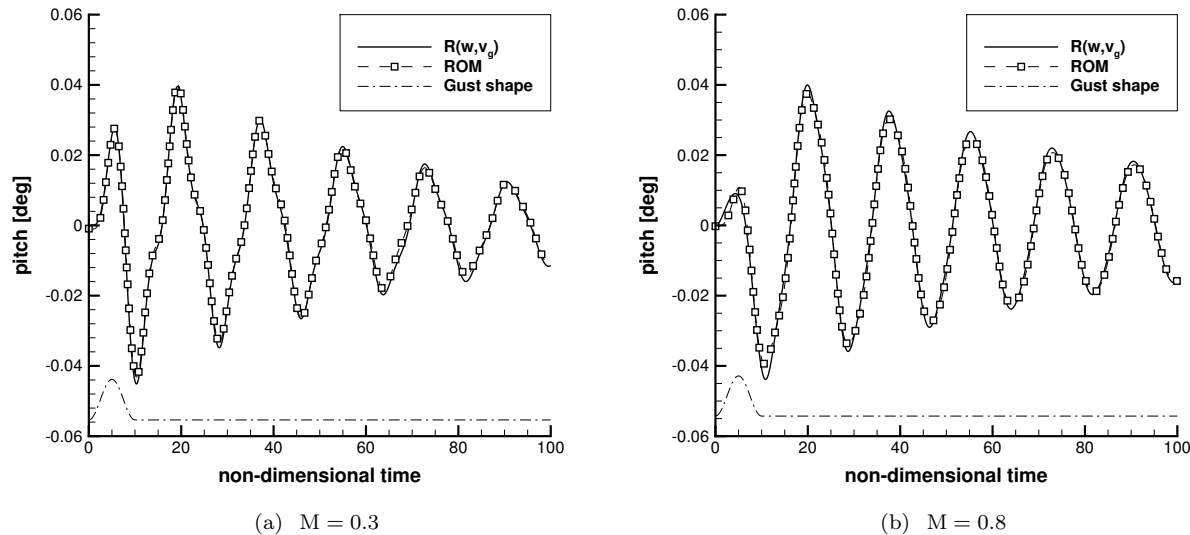 0.06
0.04
0.02
0
-0.02
-0.04
-0.06
pitch [deg]
0 20 40 60 80 100
non-dimensional time
R(w,v_g)
ROM
Gust shape
(a) M = 0.3
0.06
0.04
0.02
0
-0.02
-0.04
-0.06
pitch [deg]
0 20 40 60 80 100
non-dimensional time
R(w,v_g)
ROM
Gust shape
(b) M = 0.8